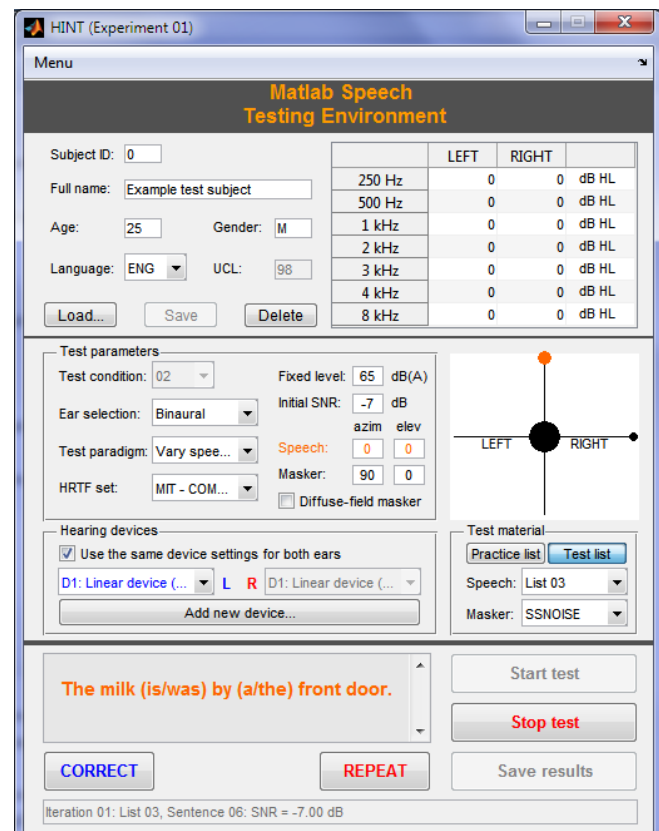 HINT (Experiment 01)
Menu
Matlab Speech
Testing Environment
Subject ID: 0
Full name: Example test subject
Age: 25 Gender: M
Language: ENG UCL: 98
Load... Save Delete
LEFT RIGHT
250 Hz 0 0 dB HL
500 Hz 0 0 dB HL
1 kHz 0 0 dB HL
2 kHz 0 0 dB HL
3 kHz 0 0 dB HL
4 kHz 0 0 dB HL
8 kHz 0 0 dB HL
Test parameters
Test condition: 02
Ear selection: Binaural
Test paradigm: Vary spee...
HRTF set: MIT - COM...
Fixed level: 65 dB(A)
Initial SNR: -7 dB
azim elev
Speech: 0 0
Masker: 90 0
Diffuse-field masker
LEFT RIGHT
Hearing devices
Use the same device settings for both ears
D1: Linear device (... L R D1: Linear device (...
Add new device...
Test material
Practice list Test list
Speech: List 03
Masker: SSNOISE
The milk (is/was) by (a/the) front door.
CORRECT REPEAT
Start test
Stop test
Save results
Iteration 01: List 03, Sentence 06: SNR = -7.00 dB